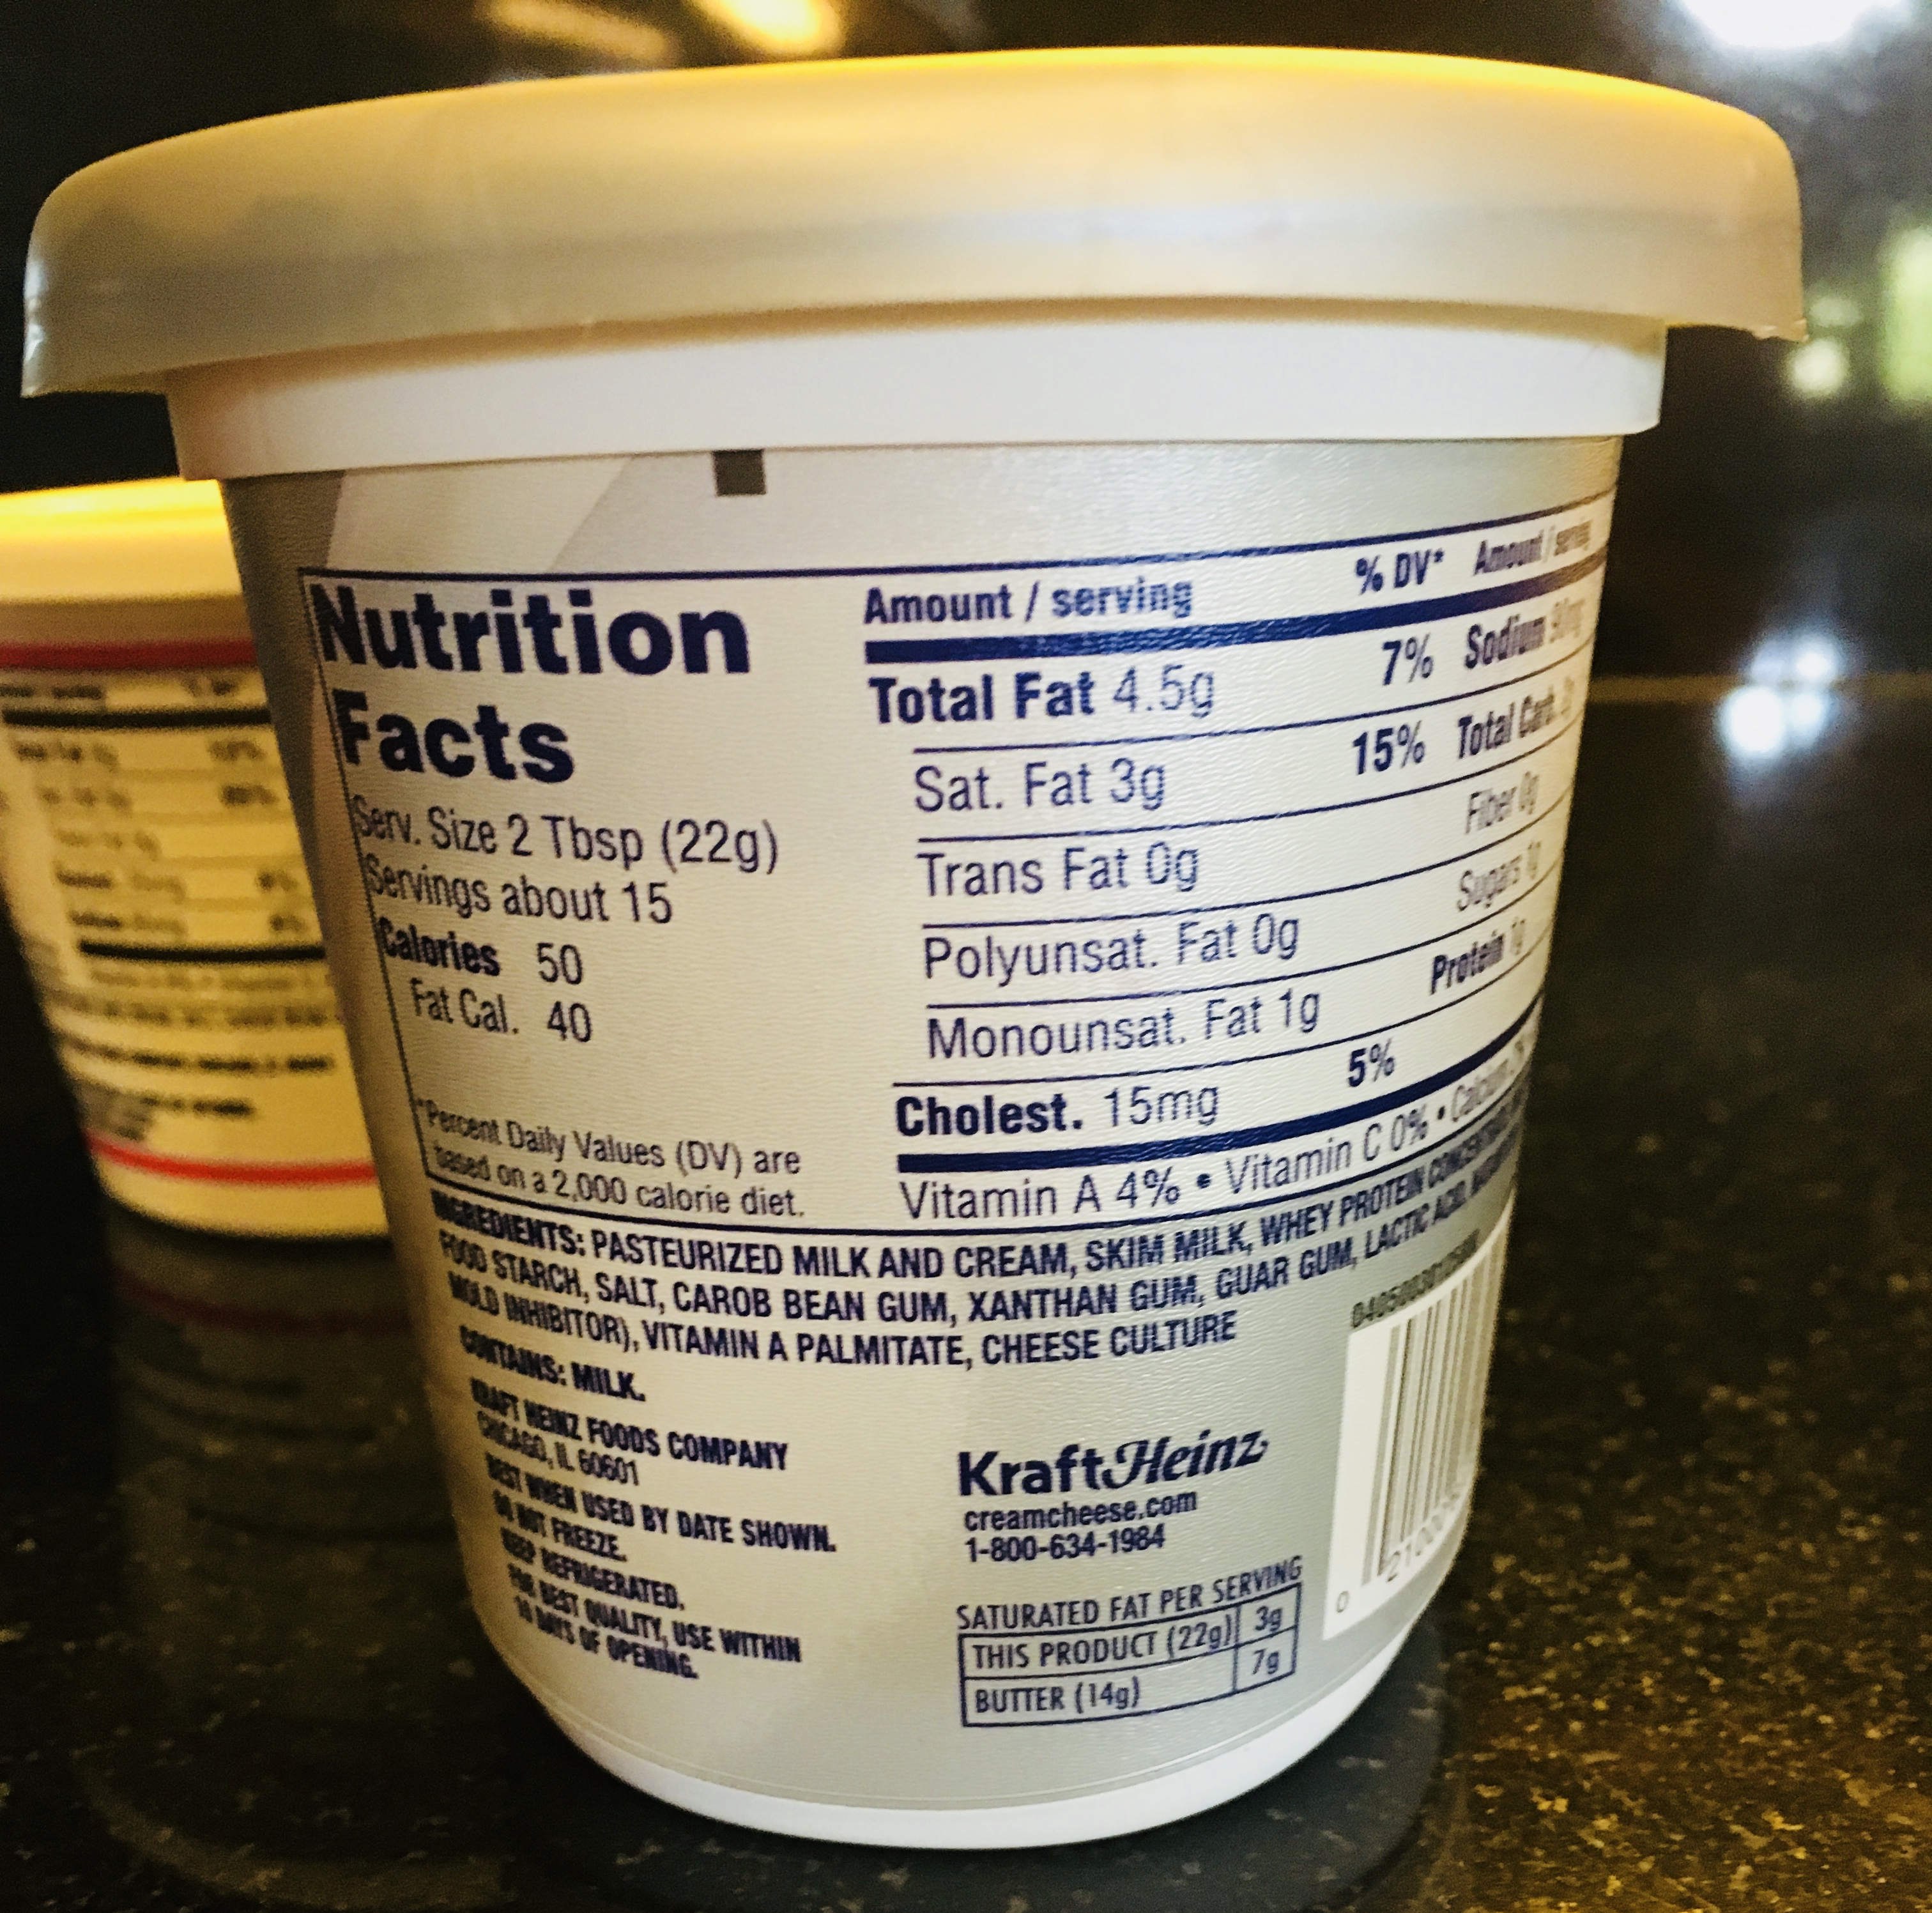 Nutrition
Facts
Serv. Size 2 Tbsp (22g)
Servings about 15
Calories 50
Fat Cal. 40
*Percent Daily Values (DV) are
based on a 2,000 calorie diet.
Amount / serving % DV* Amount / serving
Total Fat 4.5g 7% Sodium
Sat. Fat 3g 15% Total Carb.
Trans Fat 0g Fiber 0g
Polyunsat. Fat 0g Sugars
Monounsat. Fat 1g Protein
Cholest. 15mg 5%
Vitamin A 4% • Vitamin C 0% • Calcium
INGREDIENTS: PASTEURIZED MILK AND CREAM, SKIM MILK, WHEY PROTEIN
FOOD STARCH, SALT, CAROB BEAN GUM, XANTHAN GUM, GUAR GUM, LACTIC ACID,
MOLD INHIBITOR), VITAMIN A PALMITATE, CHEESE CULTURE
CONTAINS: MILK.
KRAFT HEINZ FOODS COMPANY
CHICAGO, IL 60601
BEST WHEN USED BY DATE SHOWN.
DO NOT FREEZE.
KEEP REFRIGERATED.
FOR BEST QUALITY, USE WITHIN
10 DAYS OF OPENING.
KraftHeinz
creamcheese.com
1-800-634-1984
SATURATED FAT PER SERVING
THIS PRODUCT (22g) 3g
BUTTER (14g) 7g